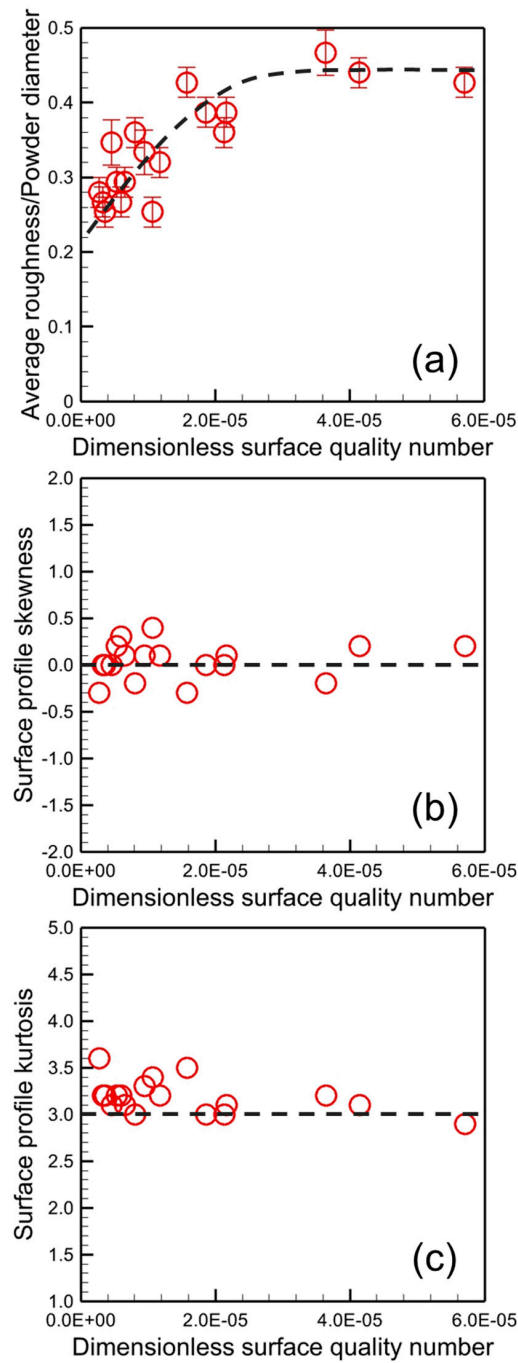 0.5
0.4
0.3
0.2
0.1
0
Average roughness/Powder diameter
(a)
0.0E+00 2.0E-05 4.0E-05 6.0E-05
Dimensionless surface quality number
2.0
1.5
1.0
0.5
0.0
-0.5
-1.0
-1.5
-2.0
Surface profile skewness
(b)
0.0E+00 2.0E-05 4.0E-05 6.0E-05
Dimensionless surface quality number
5.0
4.5
4.0
3.5
3.0
2.5
2.0
1.5
1.0
Surface profile kurtosis
(c)
0.0E+00 2.0E-05 4.0E-05 6.0E-05
Dimensionless surface quality number